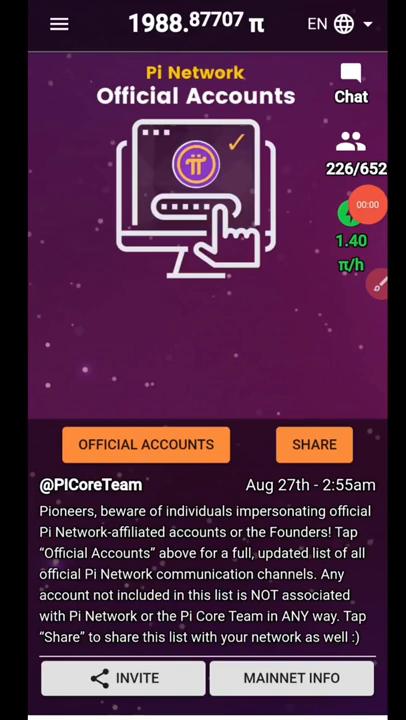 1988.87707 π
EN
Pi Network
Official Accounts
Chat
226/652
00:00
1.40
π/h
OFFICIAL ACCOUNTS
SHARE
@PICoreTeam
Aug 27th - 2:55am
Pioneers, beware of individuals impersonating official
Pi Network-affiliated accounts or the Founders! Tap
“Official Accounts” above for a full, updated list of all
official Pi Network communication channels. Any
account not included in this list is NOT associated
with Pi Network or the Pi Core Team in ANY way. Tap
“Share” to share this list with your network as well :)
INVITE
MAINNET INFO